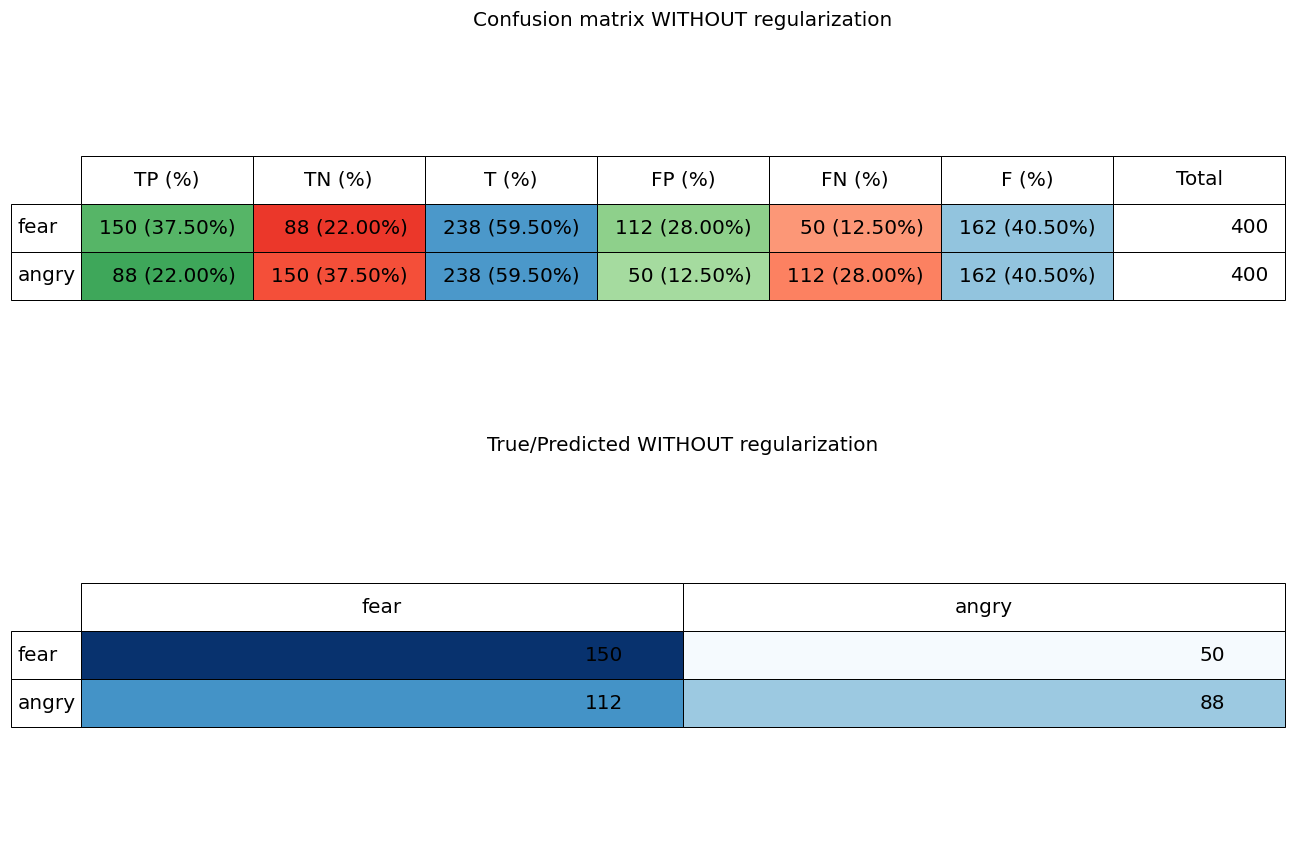 Confusion matrix WITHOUT regularization
TP (%) TN (%) T (%) FP (%) FN (%) F (%) Total
fear 150 (37.50%) 88 (22.00%) 238 (59.50%) 112 (28.00%) 50 (12.50%) 162 (40.50%) 400
angry 88 (22.00%) 150 (37.50%) 238 (59.50%) 50 (12.50%) 112 (28.00%) 162 (40.50%) 400
True/Predicted WITHOUT regularization
fear angry
fear 150 50
angry 112 88